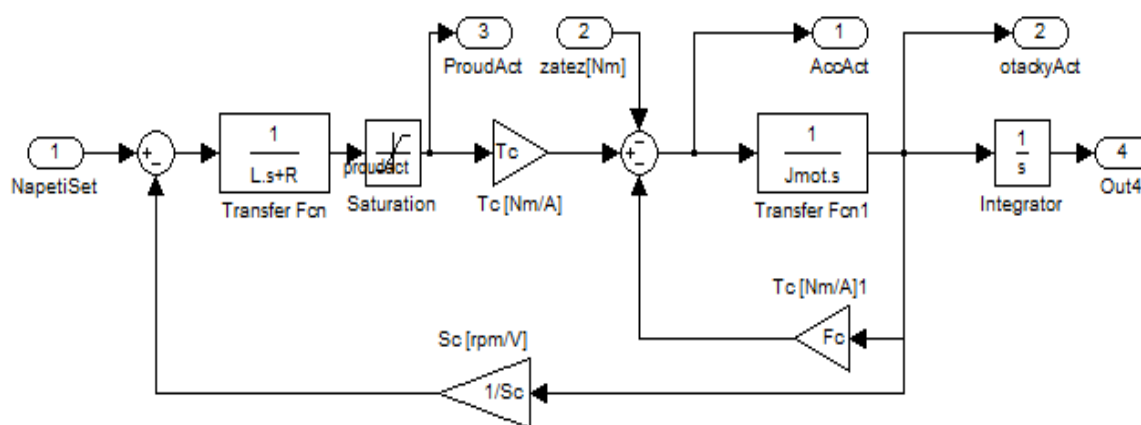 3
ProudAct
2
zatez[Nm]
1
AccAct
2
otackyAct
1
NapetiSet
+
−
1
L.s+R
Transfer Fcn
proudact
Saturation
Tc
Tc [Nm/A]
−
+
−
1
Jmot.s
Transfer Fcn1
1
s
Integrator
4
Out4
Tc [Nm/A]1
Fc
Sc [rpm/V]
1/Sc